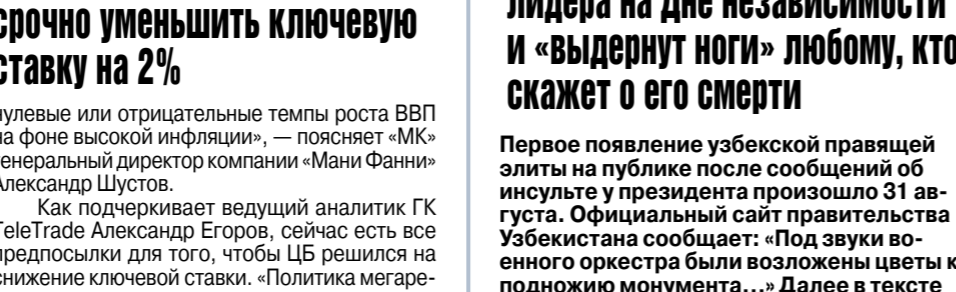 срочно уменьшить ключевую
ставку на 2%
нулевые или отрицательные темпы роста ВВП
на фоне высокой инфляции», — поясняет «МК»
генеральный директор компании «Мани Фанни»
Александр Шустов.
Как подчеркивает ведущий аналитик ГК
TeleTrade Александр Егоров, сейчас есть все
предпосылки для того, чтобы ЦБ решился на
снижение ключевой ставки. «Политика мегаре-
лидера на дне независимости
и «выдернут ноги» любому, кто
скажет о его смерти
Первое появление узбекской правящей
элиты на публике после сообщений об
инсульте у президента произошло 31 ав-
густа. Официальный сайт правительства
Узбекистана сообщает: «Под звуки во-
енного оркестра были возложены цветы к
подножию монумента...» Далее в тексте